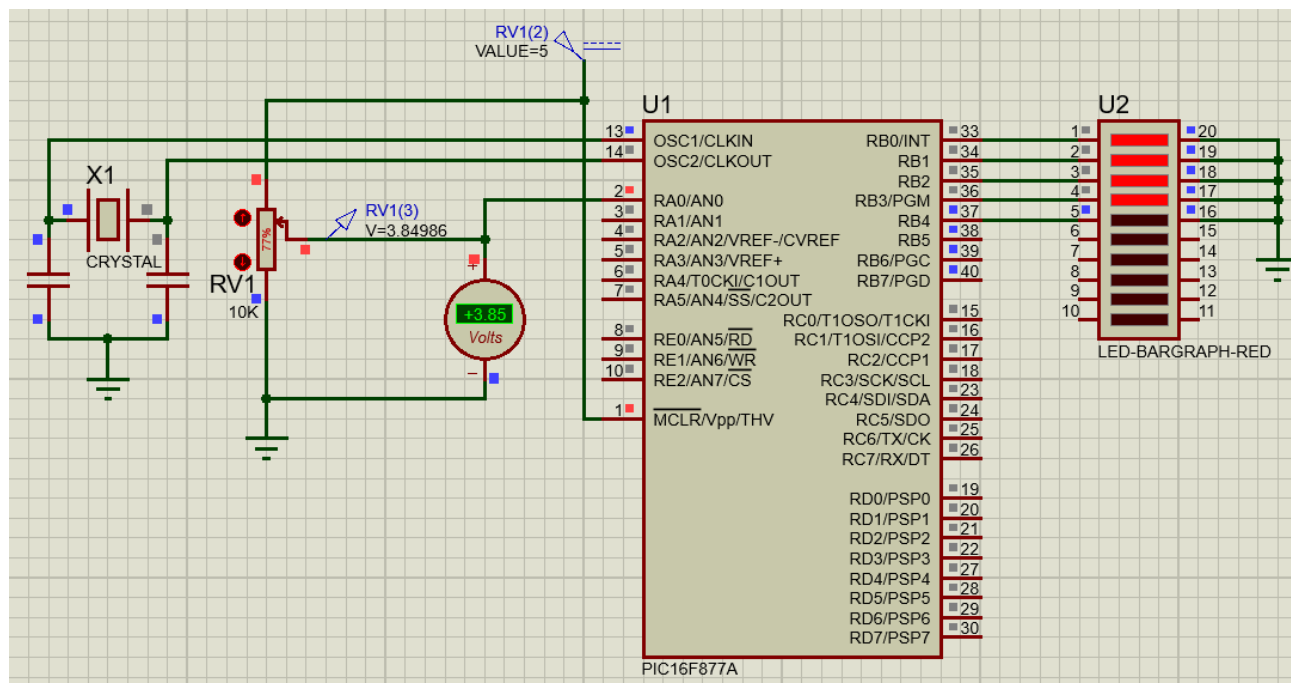 RV1(2)
VALUE=5
X1
CRYSTAL
RV1
10K
77%
RV1(3)
V=3.84986
+
+3.85
Volts
−
U1
13 OSC1/CLKIN
14 OSC2/CLKOUT
2 RA0/AN0
3 RA1/AN1
4 RA2/AN2/VREF-/CVREF
5 RA3/AN3/VREF+
6 RA4/T0CKI/C1OUT
7 RA5/AN4/SS/C2OUT
8 RE0/AN5/RD
9 RE1/AN6/WR
10 RE2/AN7/CS
1 MCLR/Vpp/THV
RB0/INT 33
RB1 34
RB2 35
RB3/PGM 36
RB4 37
RB5 38
RB6/PGC 39
RB7/PGD 40
RC0/T1OSO/T1CKI 15
RC1/T1OSI/CCP2 16
RC2/CCP1 17
RC3/SCK/SCL 18
RC4/SDI/SDA 23
RC5/SDO 24
RC6/TX/CK 25
RC7/RX/DT 26
RD0/PSP0 19
RD1/PSP1 20
RD2/PSP2 21
RD3/PSP3 22
RD4/PSP4 27
RD5/PSP5 28
RD6/PSP6 29
RD7/PSP7 30
PIC16F877A
U2
1 20
2 19
3 18
4 17
5 16
6 15
7 14
8 13
9 12
10 11
LED-BARGRAPH-RED